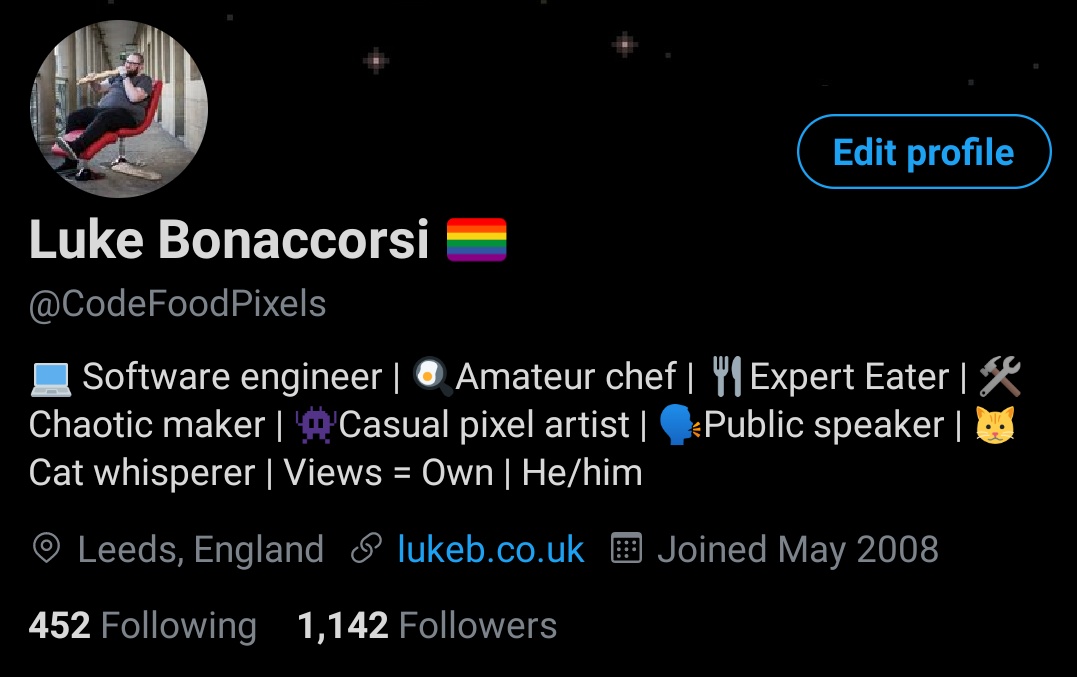 Edit profile
Luke Bonaccorsi 🏳️‍🌈
@CodeFoodPixels
💻 Software engineer | 🍳Amateur chef | 🍴Expert Eater | 🛠️
Chaotic maker | 👾Casual pixel artist | 🗣️Public speaker | 🐱
Cat whisperer | Views = Own | He/him
Leeds, England lukeb.co.uk Joined May 2008
452 Following 1,142 Followers